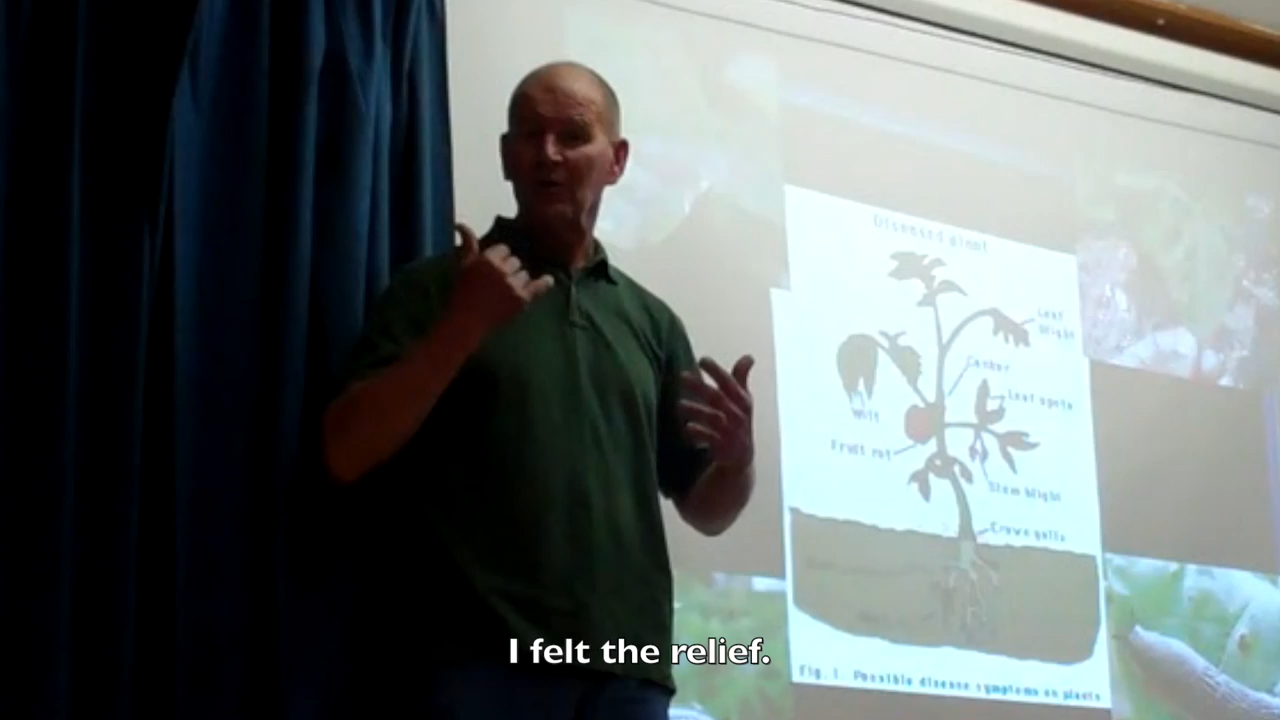 Diseased plant
Leaf
blight
Canker
Leaf spots
Wilt
Fruit rot
Stem blight
Crown galls
Fig. 1 Possible disease symptoms on plants
I felt the relief.